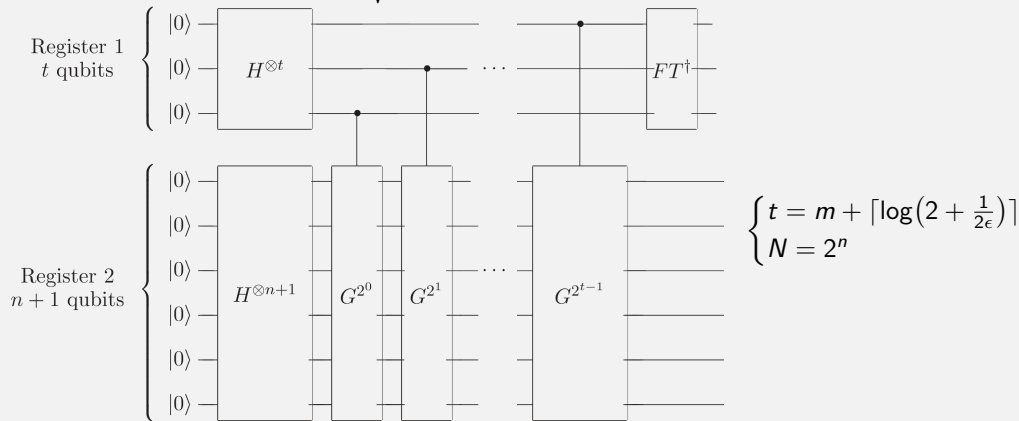 |0⟩
|0⟩
|0⟩
Register 1
t qubits
H^{⊗t}
· · ·
FT^†
|0⟩
|0⟩
|0⟩
|0⟩
|0⟩
|0⟩
Register 2
n + 1 qubits
H^{⊗n+1}
G^{2^0}
G^{2^1}
· · ·
G^{2^{t−1}}
{ t = m + ⌈log(2 + \frac{1}{2ϵ})⌉
N = 2^n